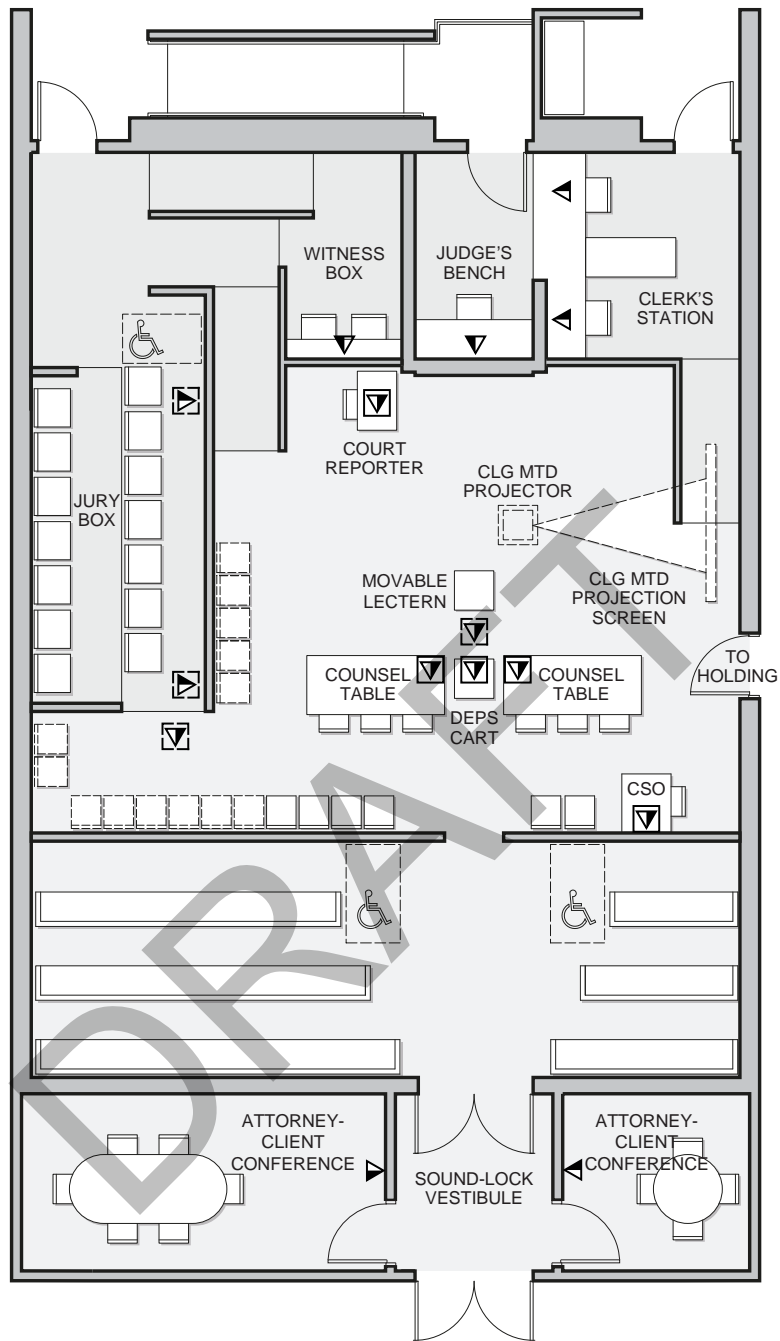 WITNESS
BOX
JUDGE'S
BENCH
CLERK'S
STATION
COURT
REPORTER
CLG MTD
PROJECTOR
JURY
BOX
MOVABLE
LECTERN
CLG MTD
PROJECTION
SCREEN
TO
HOLDING
COUNSEL
TABLE
COUNSEL
TABLE
DEPS
CART
CSO
DRAFT
ATTORNEY-
CLIENT
CONFERENCE
ATTORNEY-
CLIENT
CONFERENCE
SOUND-LOCK
VESTIBULE